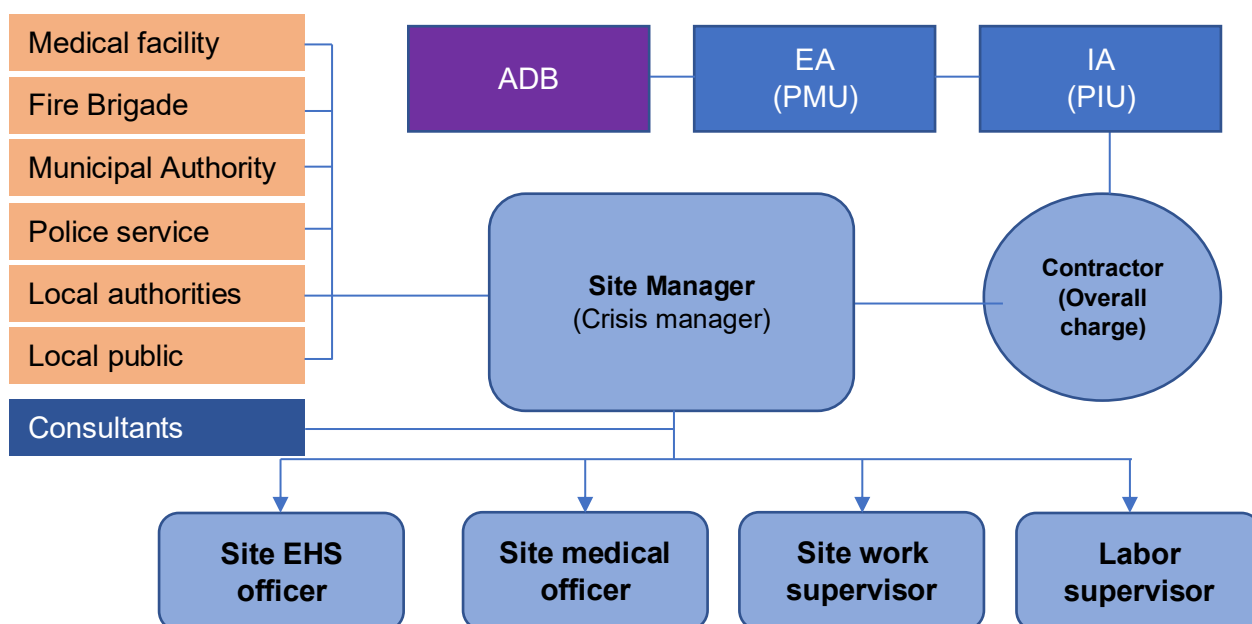 Medical facility
Fire Brigade
Municipal Authority
Police service
Local authorities
Local public
Consultants
ADB
EA
(PMU)
IA
(PIU)
Site Manager
(Crisis manager)
Contractor
(Overall
charge)
Site EHS
officer
Site medical
officer
Site work
supervisor
Labor
supervisor